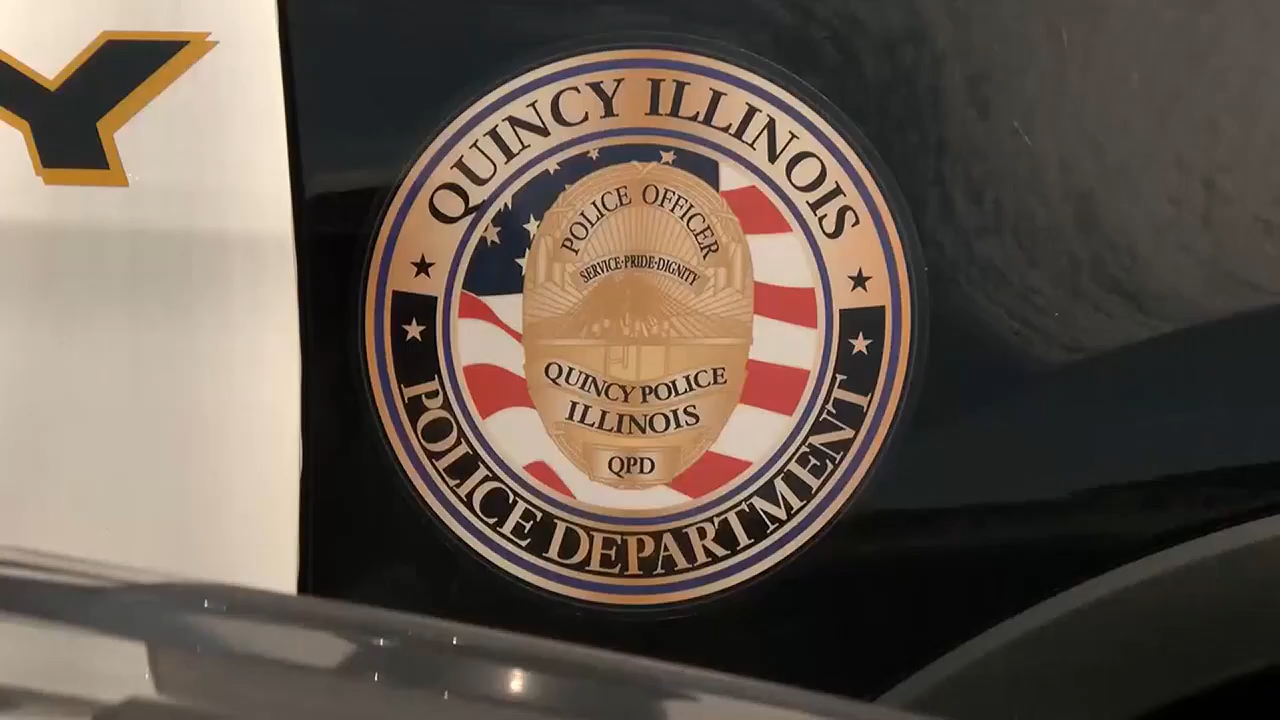 Y
QUINCY ILLINOIS
POLICE OFFICER
SERVICE·PRIDE·DIGNITY
QUINCY POLICE
ILLINOIS
QPD
POLICE DEPARTMENT